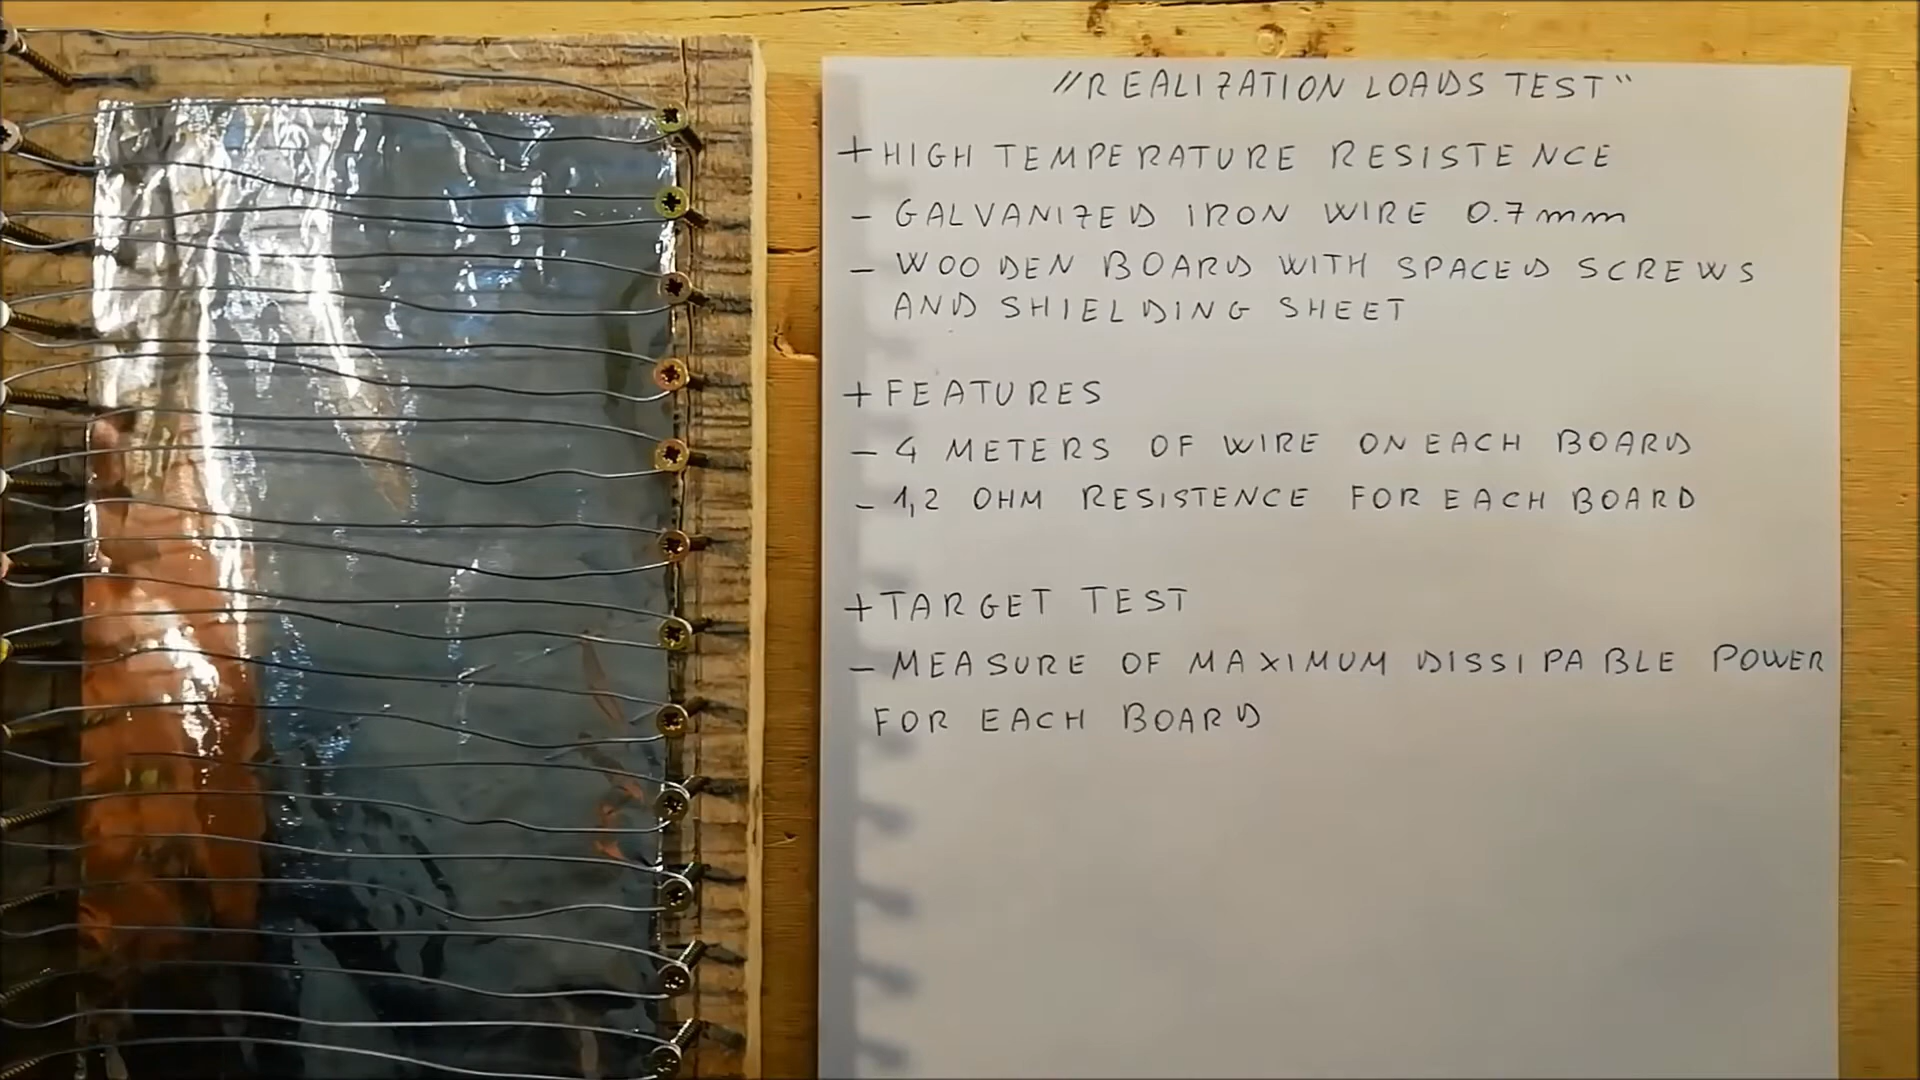 "REALIZATION LOADS TEST"
+ HIGH TEMPERATURE RESISTENCE
- GALVANIZED IRON WIRE 0.7mm
- WOODEN BOARD WITH SPACED SCREWS
AND SHIELDING SHEET
+ FEATURES
- 4 METERS OF WIRE ON EACH BOARD
- 1,2 OHM RESISTENCE FOR EACH BOARD
+ TARGET TEST
- MEASURE OF MAXIMUM DISSIPABLE POWER
FOR EACH BOARD